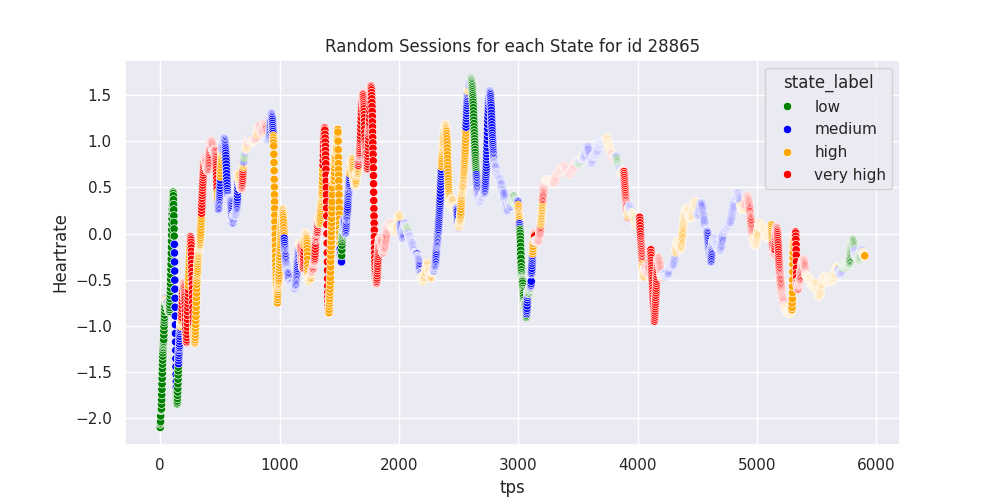 Random Sessions for each State for id 28865
state_label
low
medium
high
very high
Heartrate
1.5
1.0
0.5
0.0
−0.5
−1.0
−1.5
−2.0
0 1000 2000 3000 4000 5000 6000
tps